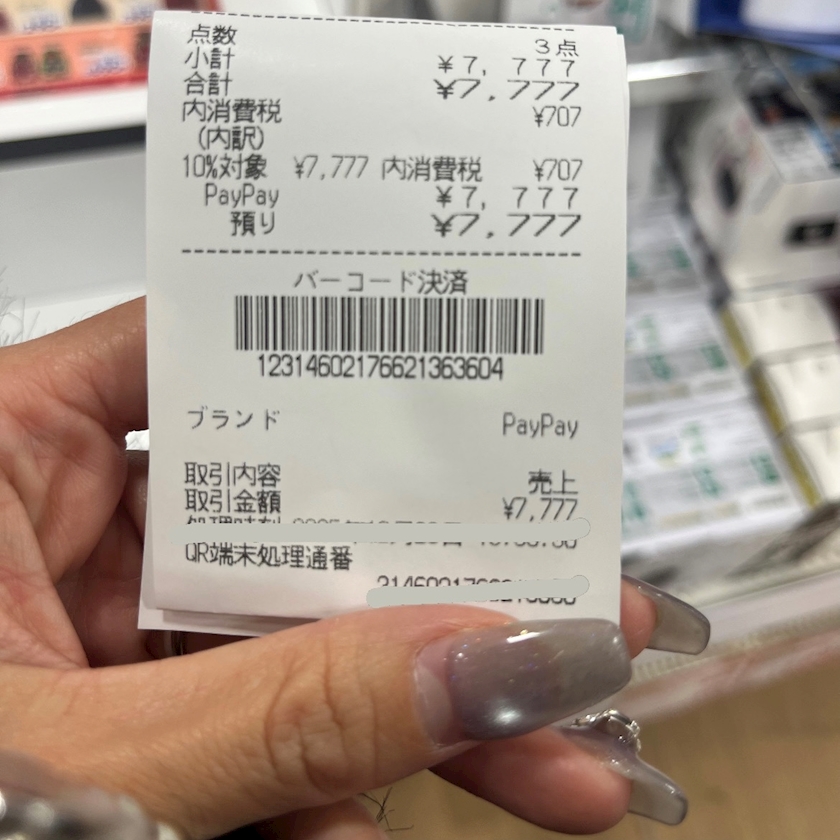 点数 3点
小計 ¥7,777
合計 ¥7,777
内消費税 ¥707
(内訳)
10%対象 ¥7,777 内消費税 ¥707
PayPay ¥7,777
預り ¥7,777
バーコード決済
12314602176621363604
ブランド PayPay
取引内容 売上
取引金額 ¥7,777
QR端末処理通番